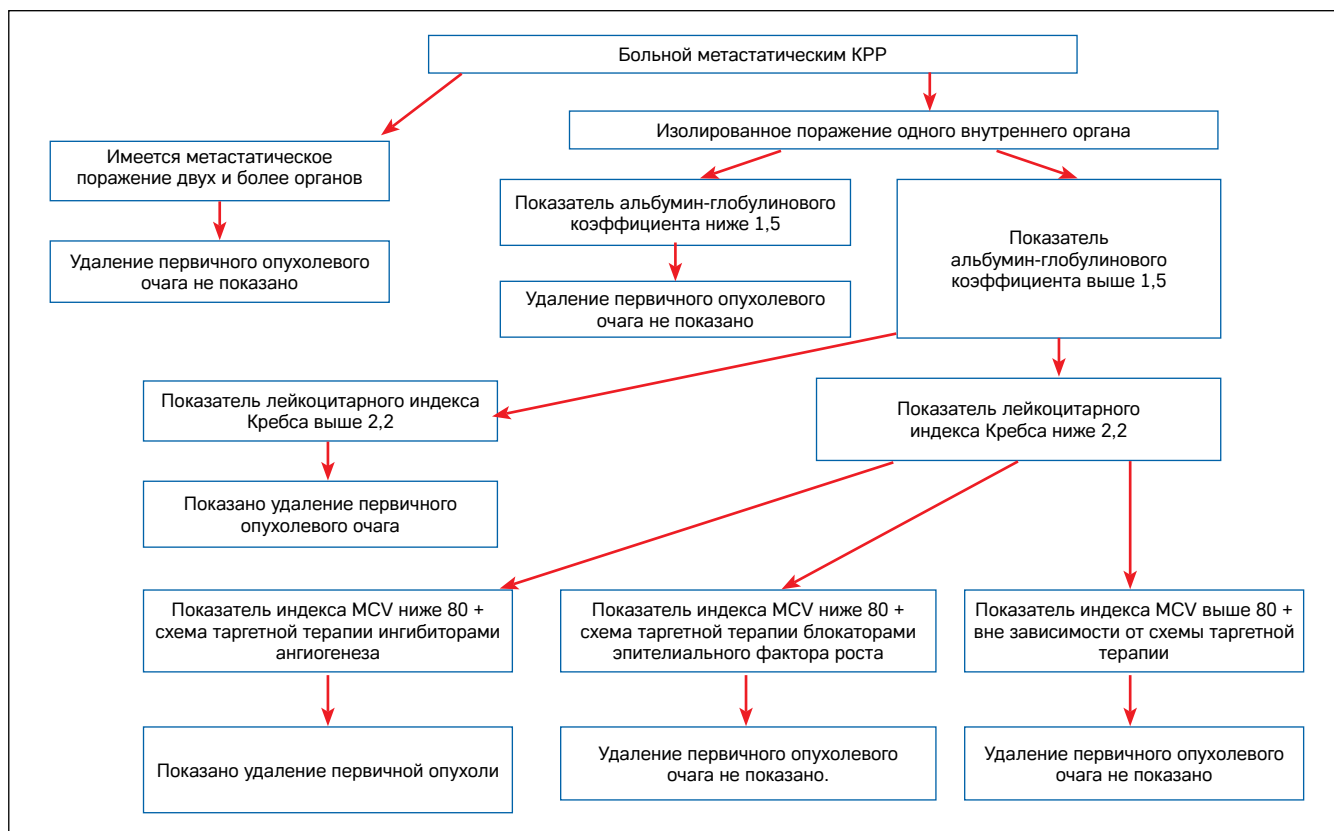 Больной метастатическим КРР
Изолированное поражение одного внутреннего органа
Имеется метастатическое
поражение двух и более органов
Показатель альбумин-глобулинового
коэффициента ниже 1,5
Показатель
альбумин-глобулинового
коэффициента выше 1,5
Удаление первичного опухолевого
очага не показано
Удаление первичного опухолевого
очага не показано
Показатель лейкоцитарного индекса
Кребса выше 2,2
Показатель лейкоцитарного
индекса Кребса ниже 2,2
Показано удаление первичного
опухолевого очага
Показатель индекса MCV ниже 80 +
схема таргетной терапии ингибиторами
ангиогенеза
Показатель индекса MCV ниже 80 +
схема таргетной терапии блокаторами
эпителиального фактора роста
Показатель индекса MCV выше 80 +
вне зависимости от схемы таргетной
терапии
Показано удаление первичной опухоли
Удаление первичного опухолевого
очага не показано.
Удаление первичного опухолевого
очага не показано